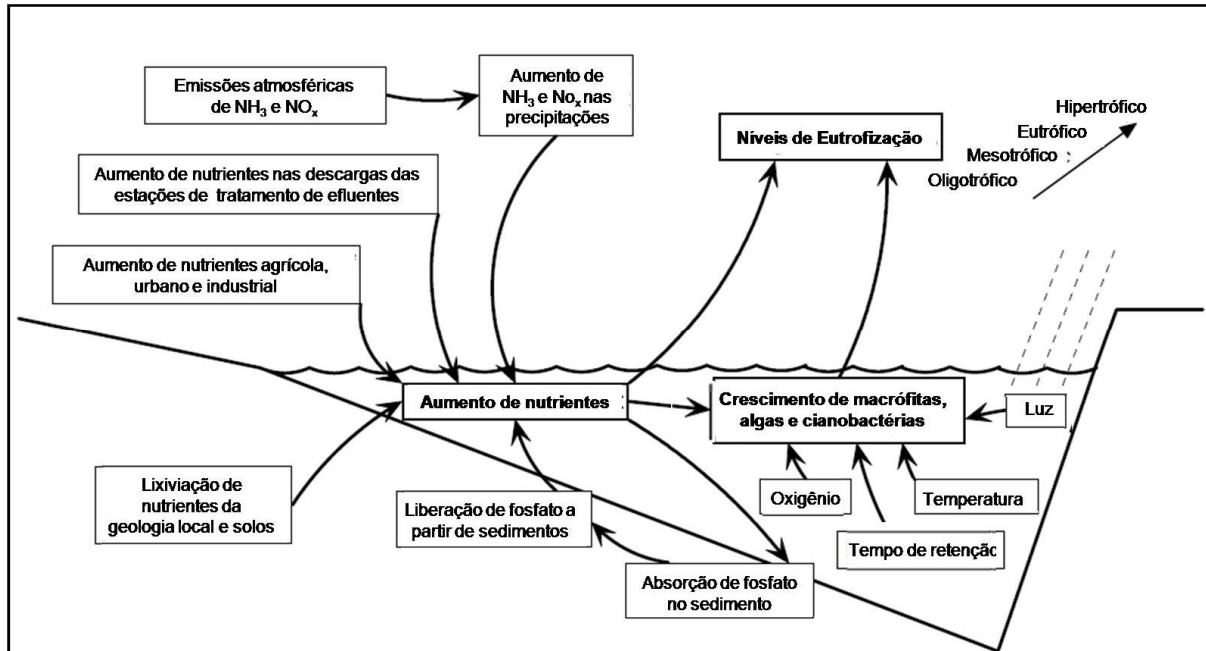 Emissões atmosféricas
de NH₃ e NOₓ
Aumento de
NH₃ e Noₓ nas
precipitações
Hipertrófico
Eutrófico
Mesotrófico :
Oligotrófico
Níveis de Eutrofização
Aumento de nutrientes nas descargas das
estações de tratamento de efluentes
Aumento de nutrientes agrícola,
urbano e industrial
Aumento de nutrientes
Crescimento de macrófitas,
algas e cianobactérias
Luz
Lixiviação de
nutrientes da
geologia local e solos
Liberação de fosfato a
partir de sedimentos
Oxigênio
Temperatura
Tempo de retenção
Absorção de fosfato
no sedimento